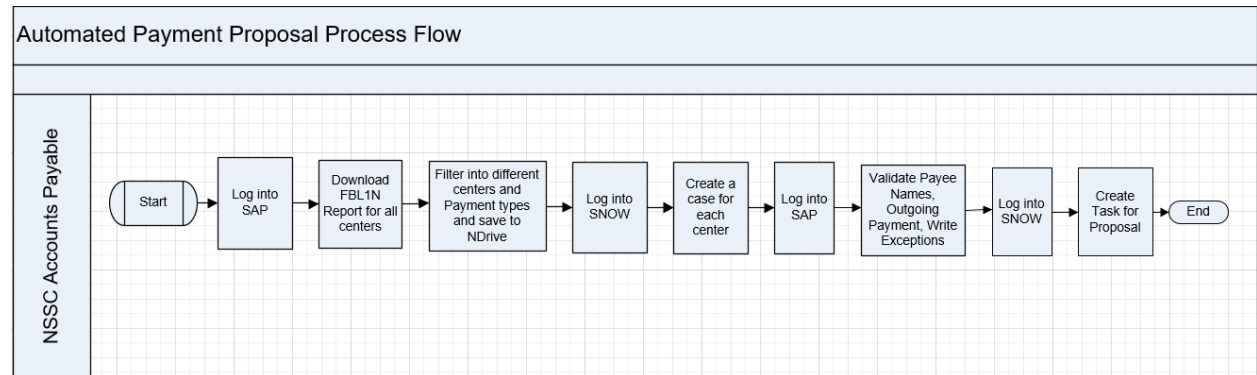 Automated Payment Proposal Process Flow
NSSC Accounts Payable
Start
Log into
SAP
Download
FBL1N
Report for all
centers
Filter into different
centers and
Payment types
and save to
NDrive
Log into
SNOW
Create a
case for
each
center
Log into
SAP
Validate Payee
Names,
Outgoing
Payment, Write
Exceptions
Log into
SNOW
Create
Task for
Proposal
End